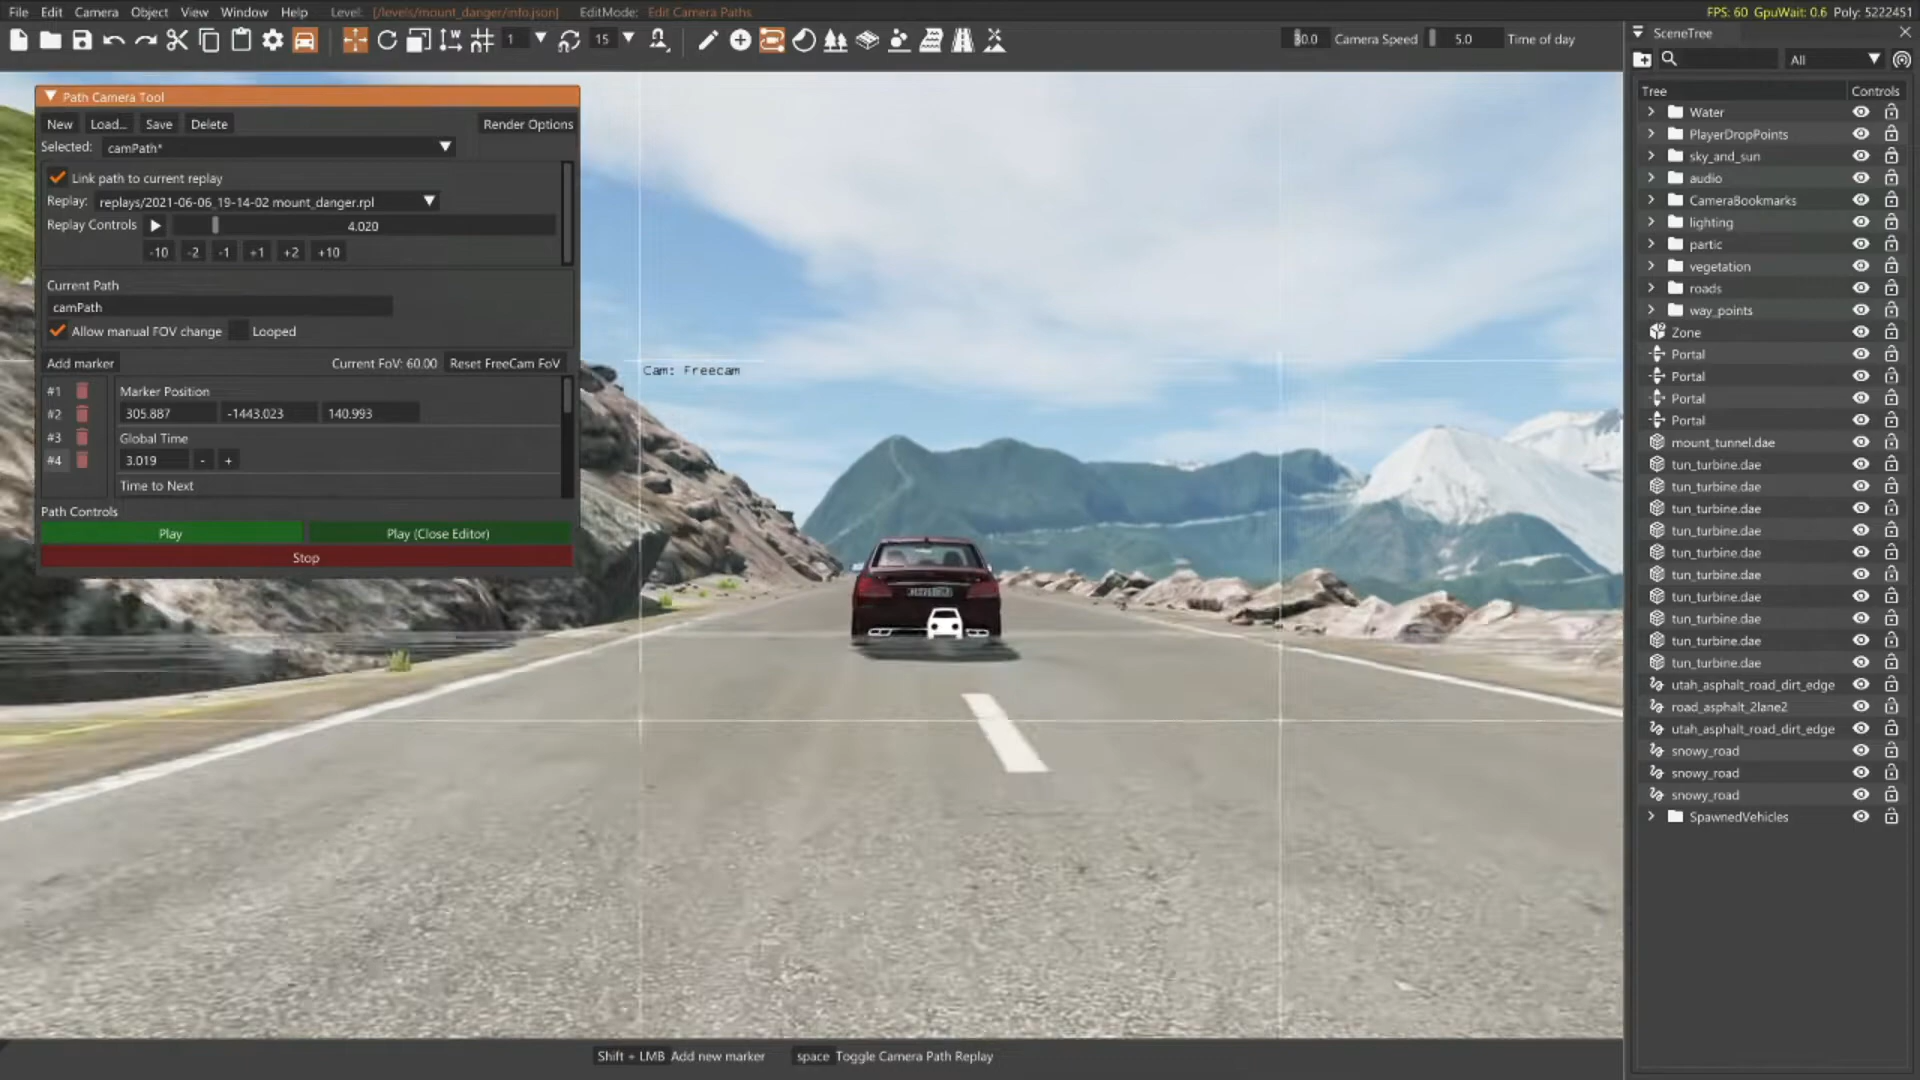 File Edit Camera Object View Window Help Level: [/levels/mount_danger/info.json] EditMode: Edit Camera Paths FPS: 60 GpuWait: 0.6 Poly: 5222451
1 15 30.0 Camera Speed 5.0 Time of day
SceneTree
All
Tree Controls
Water
PlayerDropPoints
sky_and_sun
audio
CameraBookmarks
lighting
partic
vegetation
roads
way_points
Zone
Portal
Portal
Portal
Portal
mount_tunnel.dae
tun_turbine.dae
tun_turbine.dae
tun_turbine.dae
tun_turbine.dae
tun_turbine.dae
tun_turbine.dae
tun_turbine.dae
tun_turbine.dae
tun_turbine.dae
tun_turbine.dae
utah_asphalt_road_dirt_edge
road_asphalt_2lane2
utah_asphalt_road_dirt_edge
snowy_road
snowy_road
snowy_road
SpawnedVehicles
Path Camera Tool
New Load... Save Delete Render Options
Selected: camPath*
Link path to current replay
Replay: replays/2021-06-06_19-14-02 mount_danger.rpl
Replay Controls 4.020
-10 -2 -1 +1 +2 +10
Current Path
camPath
Allow manual FOV change Looped
Add marker Current FoV: 60.00 Reset FreeCam FoV
#1 Marker Position
#2 305.887 -1443.023 140.993
#3 Global Time
#4 3.019 - +
Time to Next
Path Controls
Play Play (Close Editor)
Stop
Cam: Freecam
Shift + LMB Add new marker space Toggle Camera Path Replay